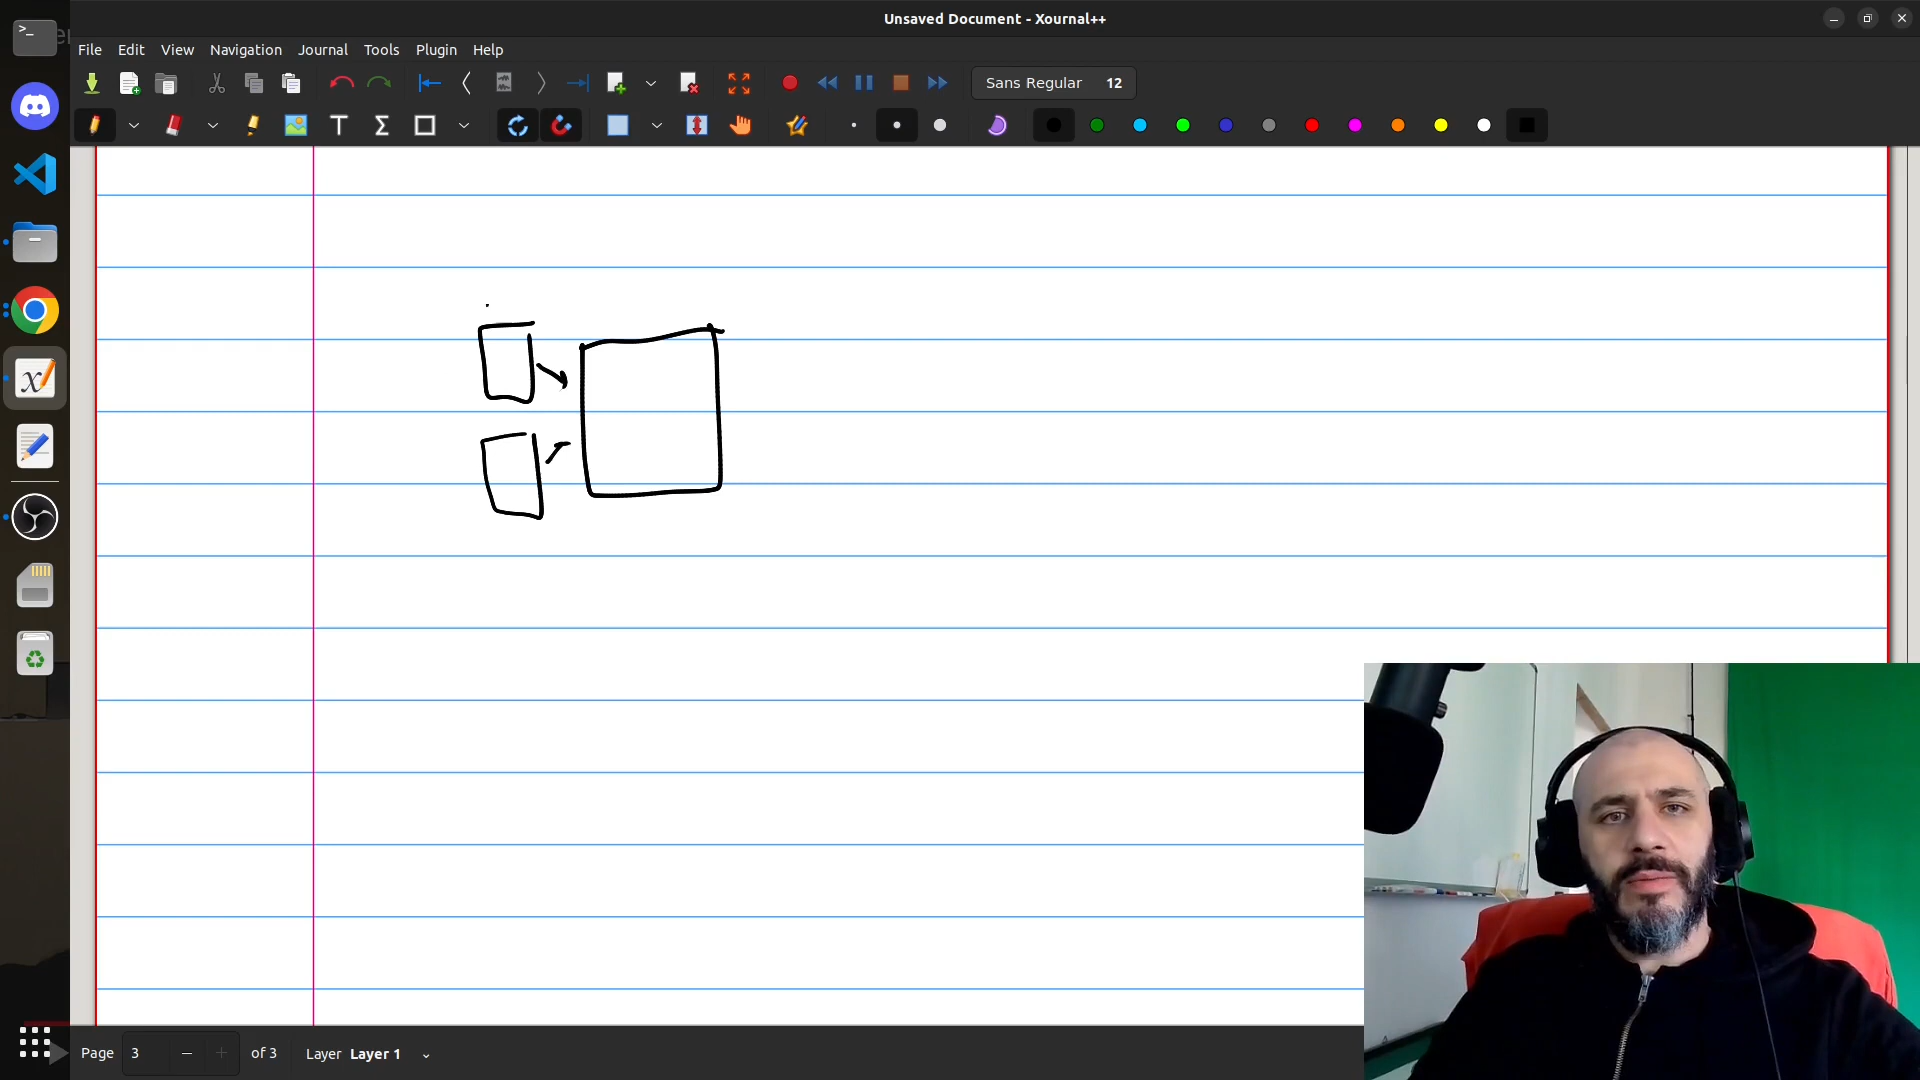 Unsaved Document - Xournal++
File Edit View Navigation Journal Tools Plugin Help
Sans Regular 12
Page 3 of 3 Layer Layer 1